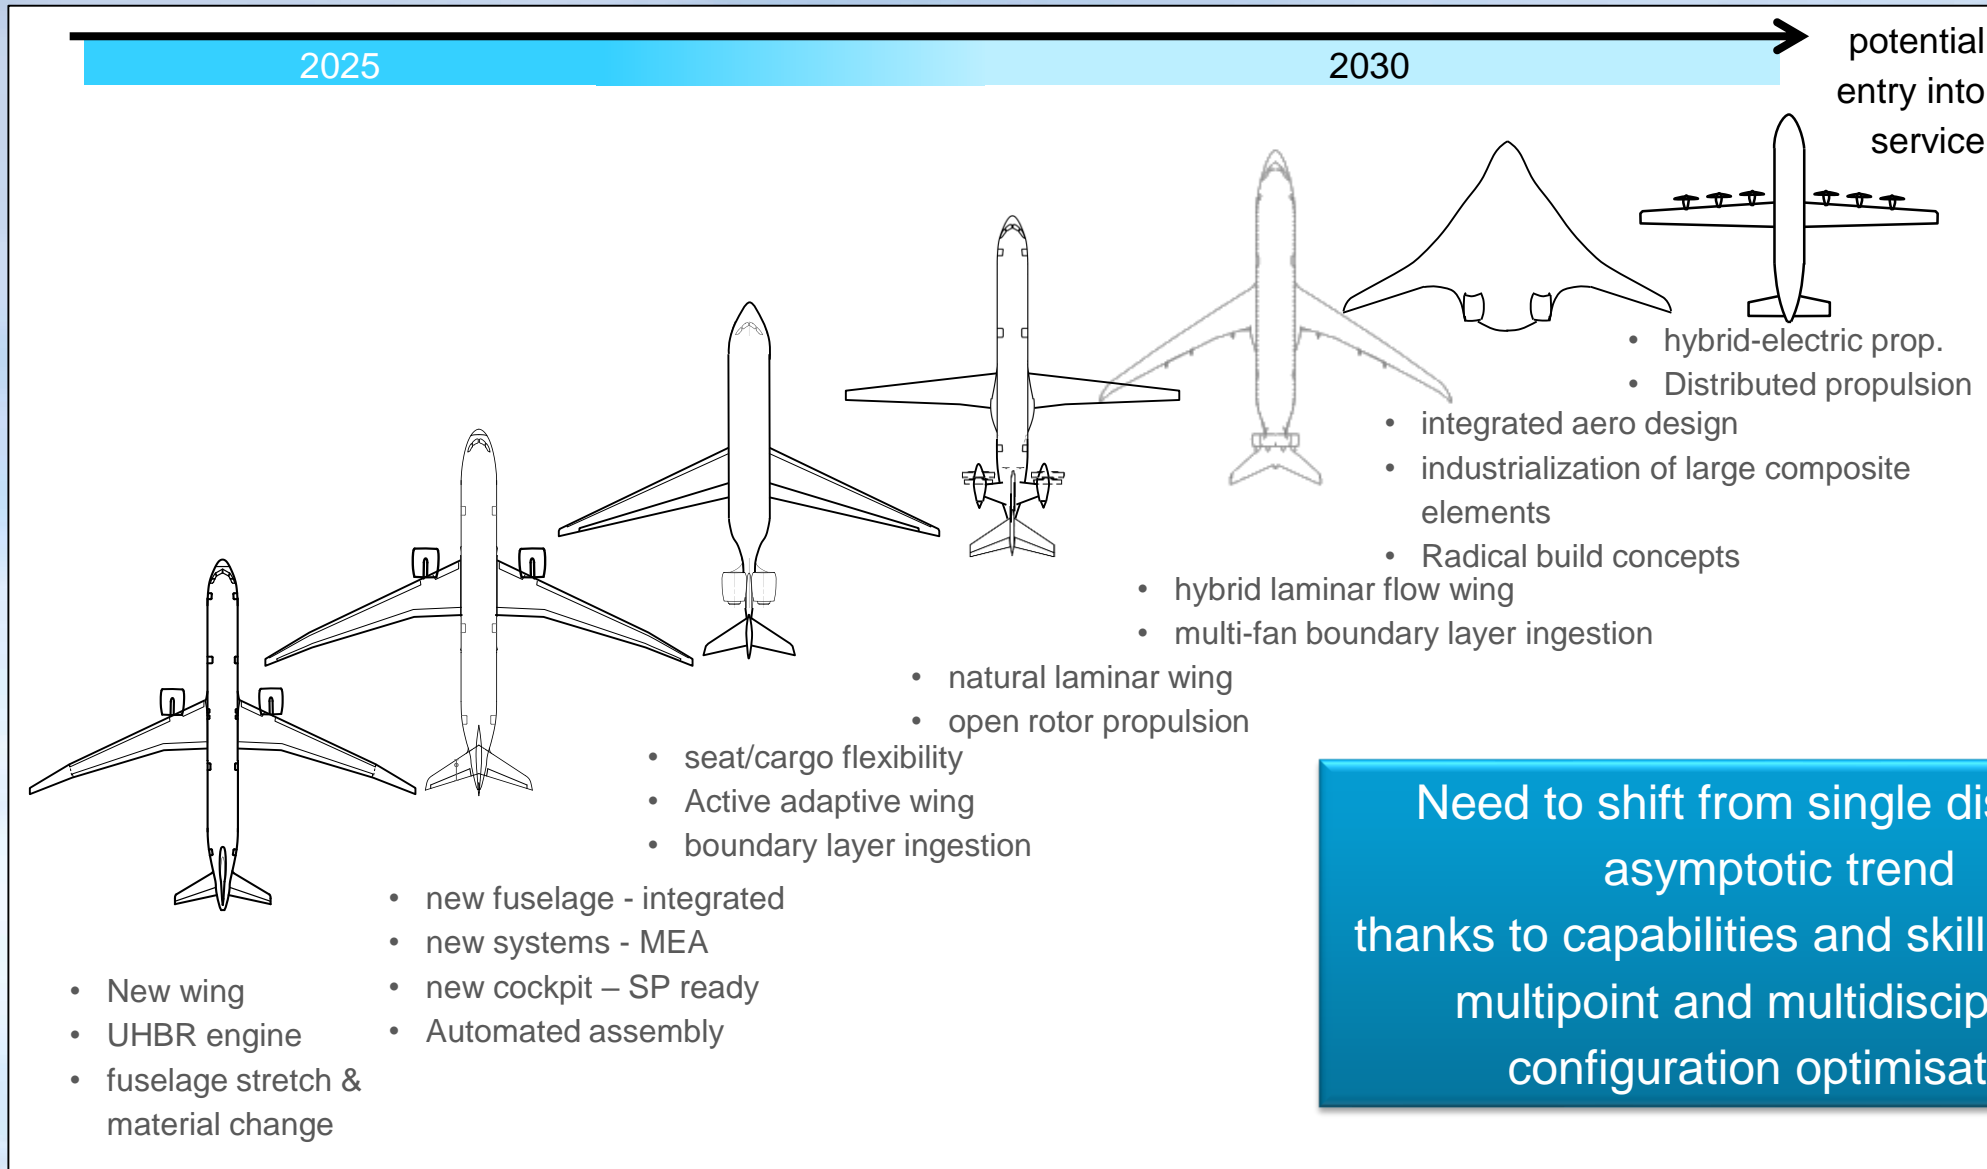 2025
2030
potential
entry into
service
• hybrid-electric prop.
• Distributed propulsion
• integrated aero design
• industrialization of large composite
elements
• Radical build concepts
• hybrid laminar flow wing
• multi-fan boundary layer ingestion
• natural laminar wing
• open rotor propulsion
• seat/cargo flexibility
• Active adaptive wing
• boundary layer ingestion
• new fuselage - integrated
• new systems - MEA
• new cockpit – SP ready
• Automated assembly
• New wing
• UHBR engine
• fuselage stretch &
material change
Need to shift from single
asymptotic trend
thanks to capabilities and
multipoint and
configuration